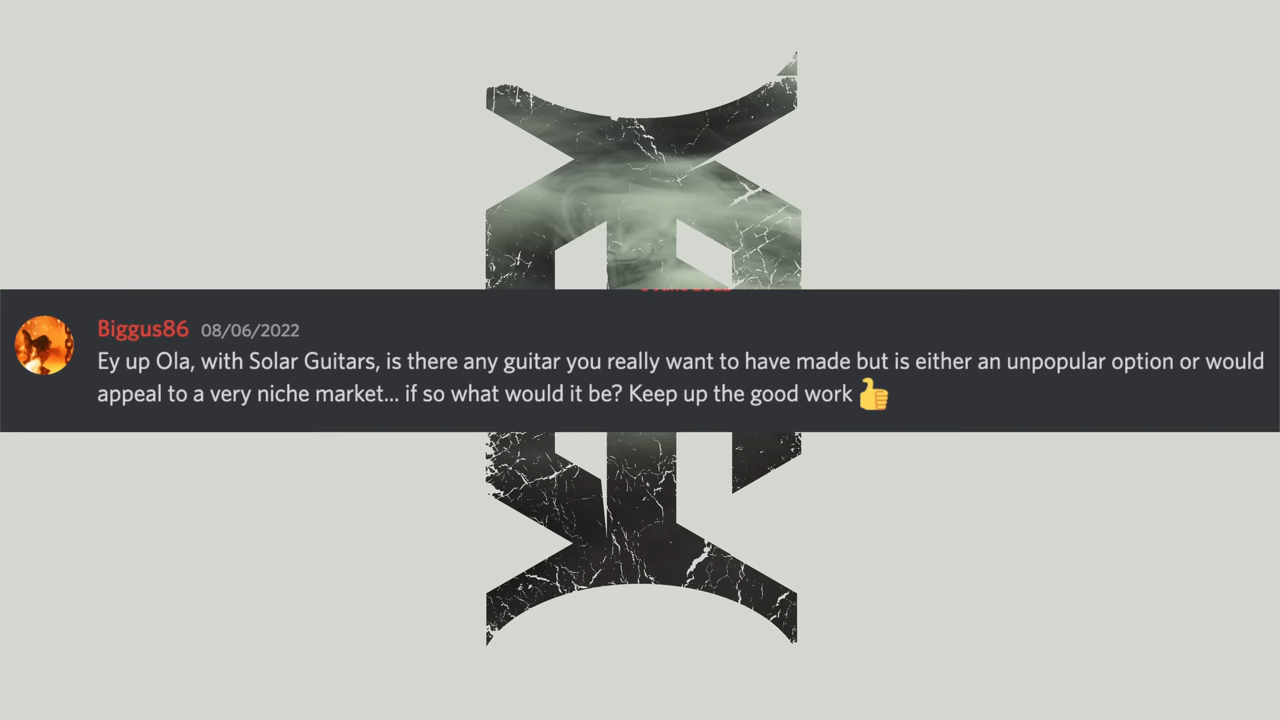 Biggus86 08/06/2022
Ey up Ola, with Solar Guitars, is there any guitar you really want to have made but is either an unpopular option or would
appeal to a very niche market... if so what would it be? Keep up the good work 👍